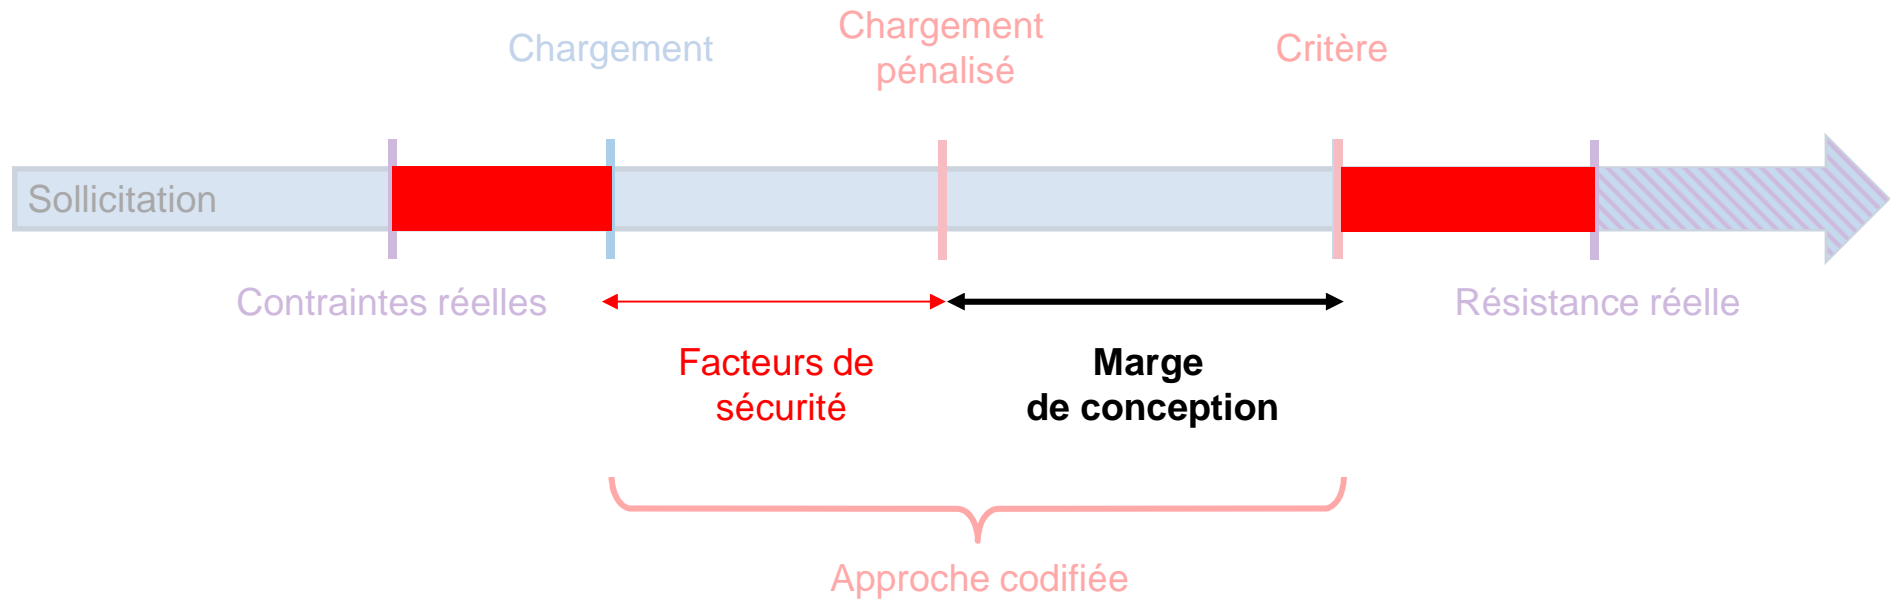 Chargement
Chargement
pénalisé
Critère
Sollicitation
Contraintes réelles
Résistance réelle
Facteurs de
sécurité
Marge
de conception
Approche codifiée